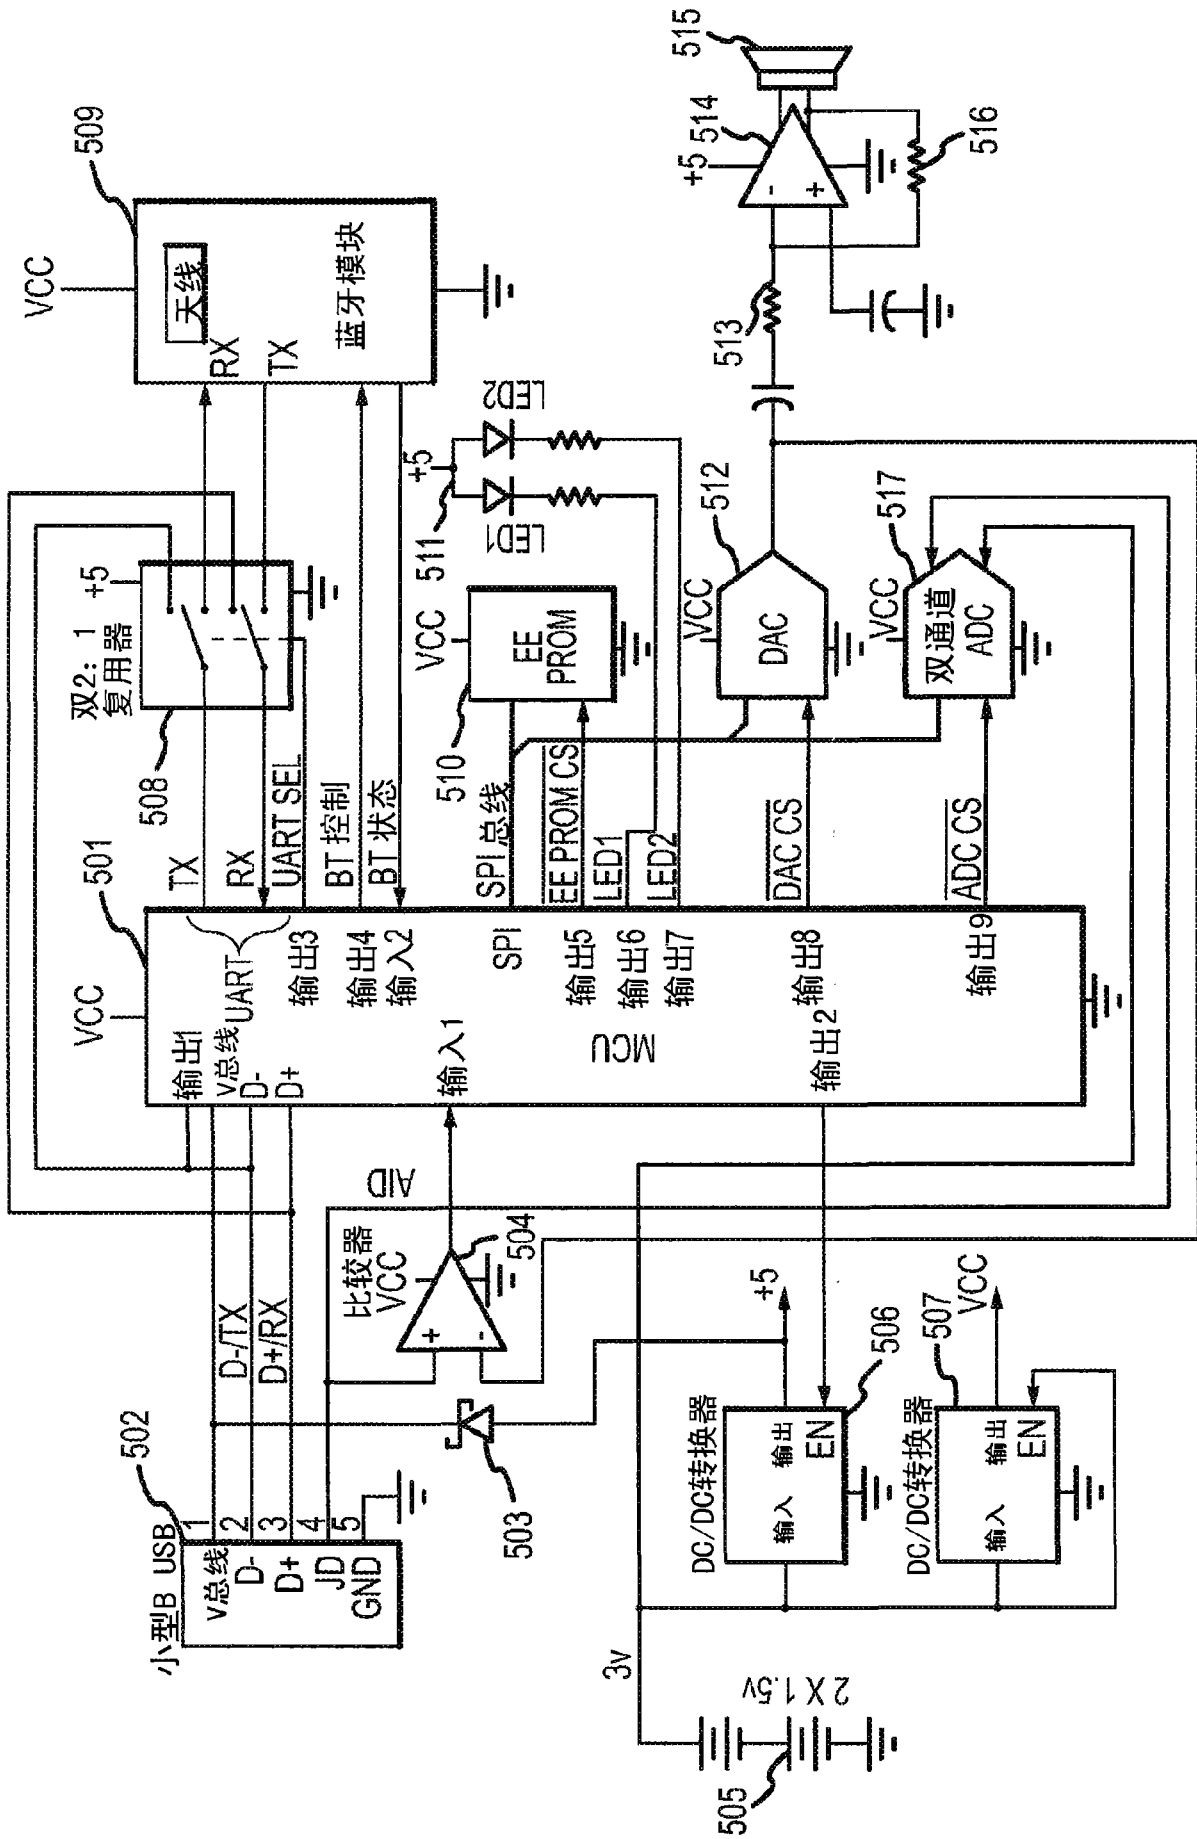 小型B USB
502
V总线
D-
D+
JD
GND
1
2
3
4
5
D-/TX
D+/RX
503
比较器
VCC
504
AID
3v
2 X 1.5v
505
DC/DC转换器
输入
输出
EN
506
+5
DC/DC转换器
输入
输出
EN
507
VCC
501
VCC
输出1
V总线
D-
D+
UART
输入1
输出2
MCU
输出3
输出4
输入2
SPI
输出5
输出6
输出7
输出8
输出9
TX
RX
UART SEL
BT 控制
BT 状态
SPI 总线
EE PROM CS
LED1
LED2
DAC CS
ADC CS
双2: 1
复用器
508
+5
509
VCC
天线
RX
TX
蓝牙模块
510
VCC
EE
PROM
511
+5
LED1
LED2
512
VCC
DAC
517
VCC
双通道
ADC
513
+5
514
515
516
+
-
-
+